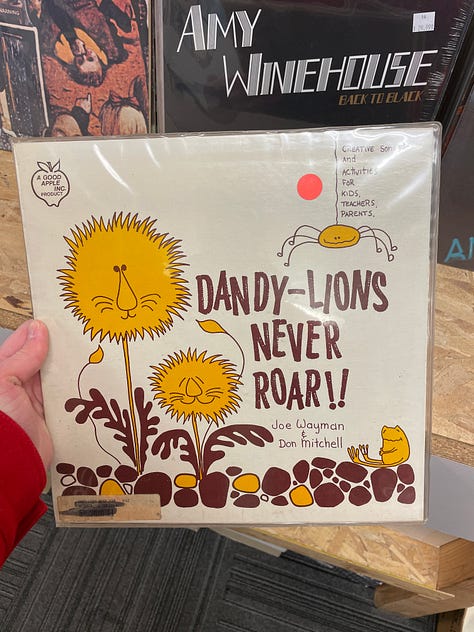 AMY
WINEHOUSE
BACK TO BLACK
A GOOD
APPLE
INC.
PRODUCT
CREATIVE
and
Activities
FOR
KIDS,
TEACHERS,
PARENTS,
DANDY-LIONS
NEVER
ROAR!!
Joe Wayman
&
Don Mitchell